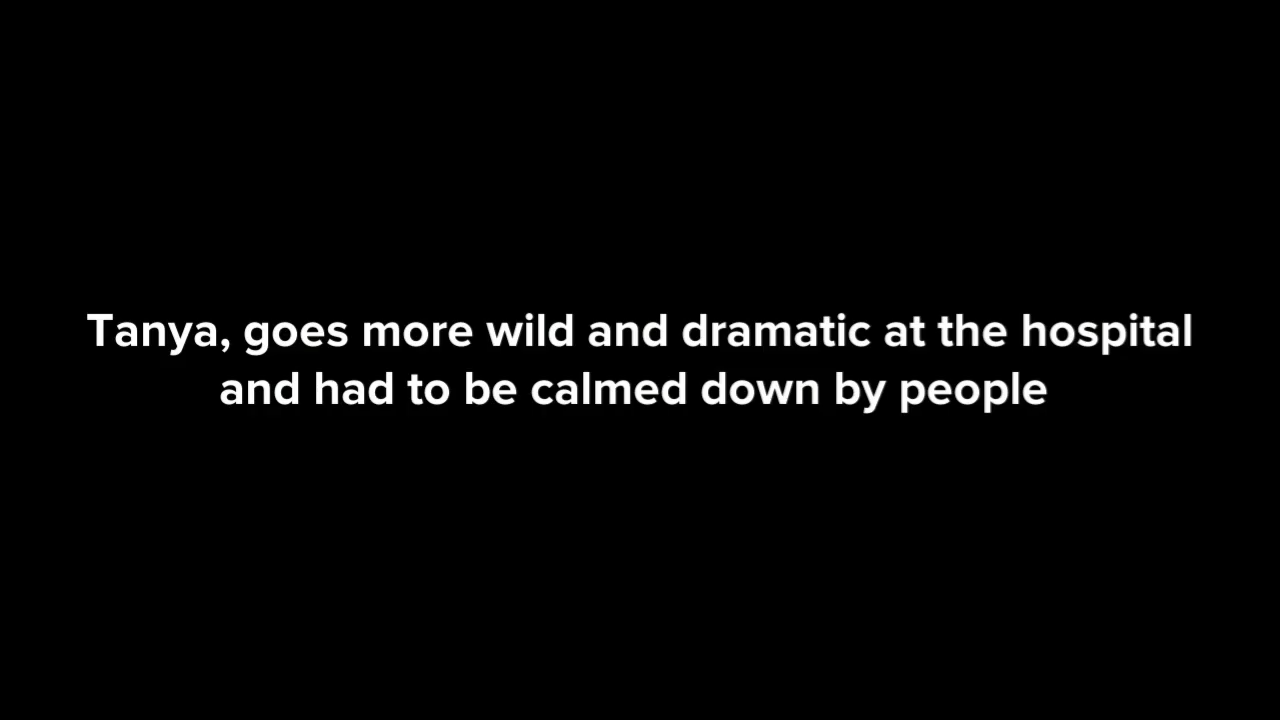 Tanya, goes more wild and dramatic at the hospital
and had to be calmed down by people